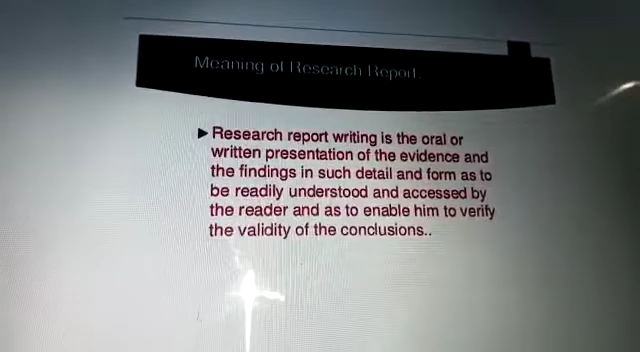 Meaning of Research Report.
▶ Research report writing is the oral or
written presentation of the evidence and
the findings in such detail and form as to
be readily understood and accessed by
the reader and as to enable him to verify
the validity of the conclusions..